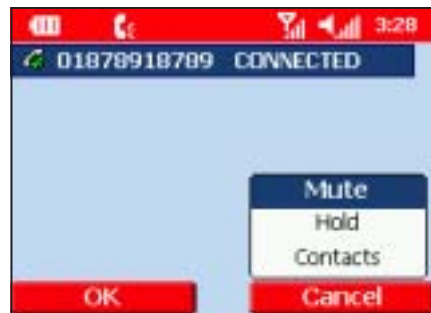 3:28
01878918789 CONNECTED
Mute
Hold
Contacts
OK Cancel